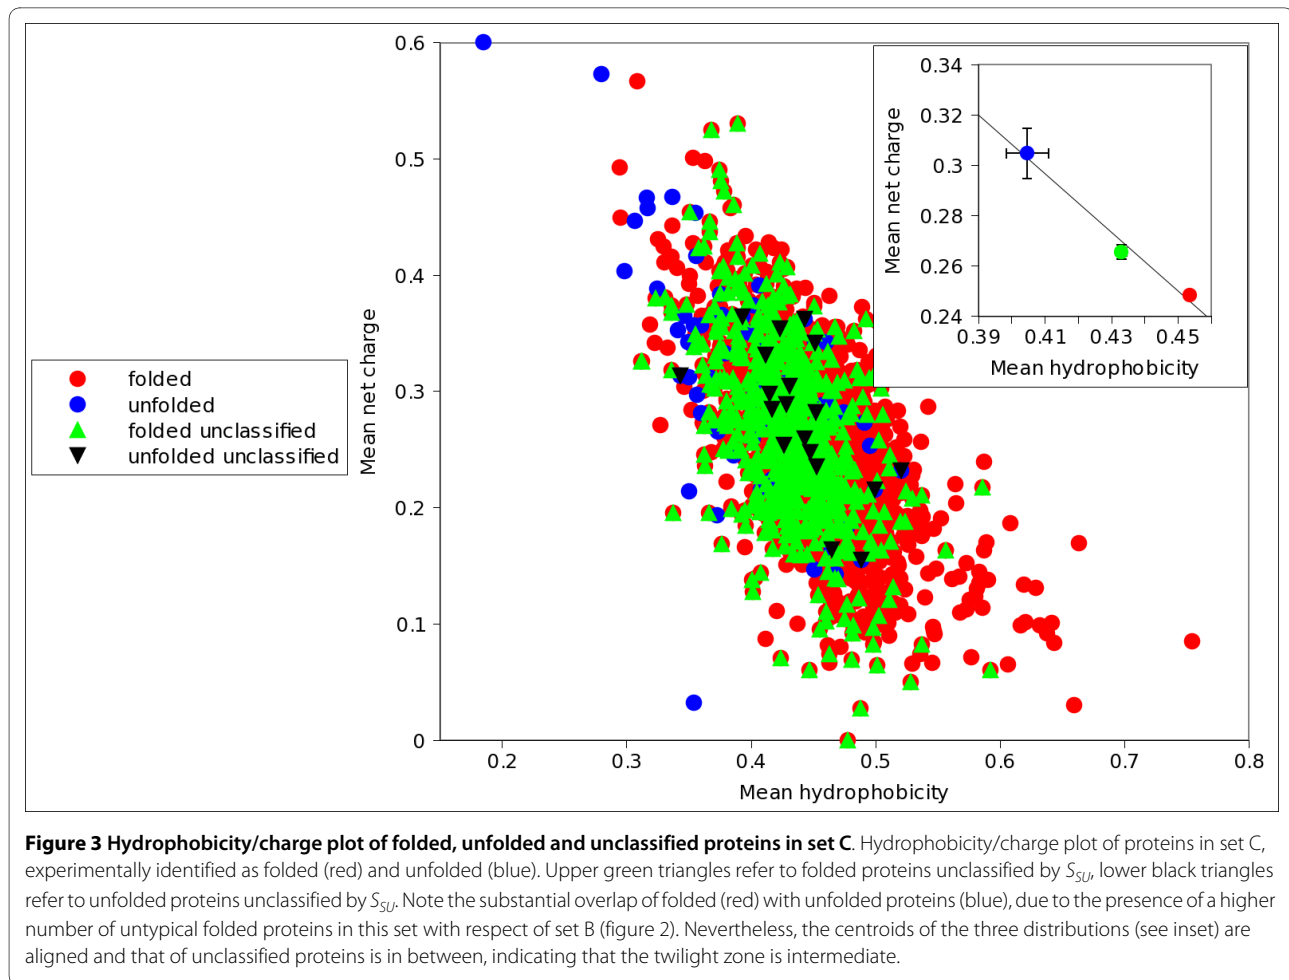 0.6
0.5
0.4
0.3
0.2
0.1
0
Mean net charge
0.2
0.3
0.4
0.5
0.6
0.7
0.8
Mean hydrophobicity
0.34
0.32
0.3
0.28
0.26
0.24
Mean net charge
0.39
0.41
0.43
0.45
Mean hydrophobicity
folded
unfolded
folded unclassified
unfolded unclassified
Figure 3 Hydrophobicity/charge plot of folded, unfolded and unclassified proteins in set C. Hydrophobicity/charge plot of proteins in set C,
experimentally identified as folded (red) and unfolded (blue). Upper green triangles refer to folded proteins unclassified by SSU, lower black triangles
refer to unfolded proteins unclassified by SSU. Note the substantial overlap of folded (red) with unfolded proteins (blue), due to the presence of a higher
number of untypical folded proteins in this set with respect of set B (figure 2). Nevertheless, the centroids of the three distributions (see inset) are
aligned and that of unclassified proteins is in between, indicating that the twilight zone is intermediate.